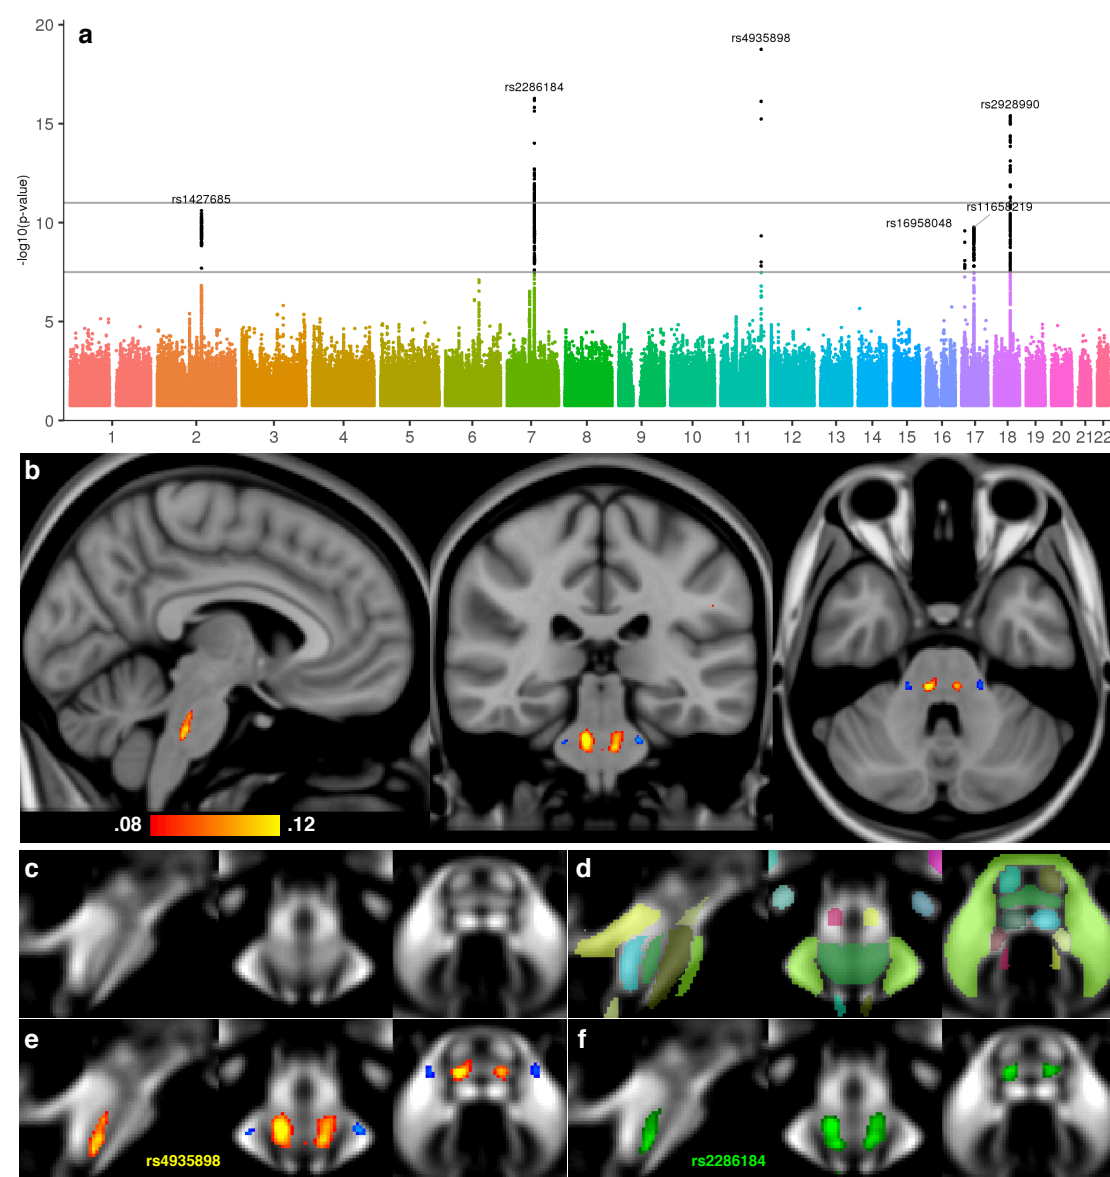 a
20
15
10
5
0
-log10(p-value)
rs4935898
rs2286184
rs2928990
rs1427685
rs11658219
rs16958048
1 2 3 4 5 6 7 8 9 10 11 12 13 14 15 16 17 18 19 20 21 22
b
.08 .12
c
d
e
rs4935898
f
rs2286184